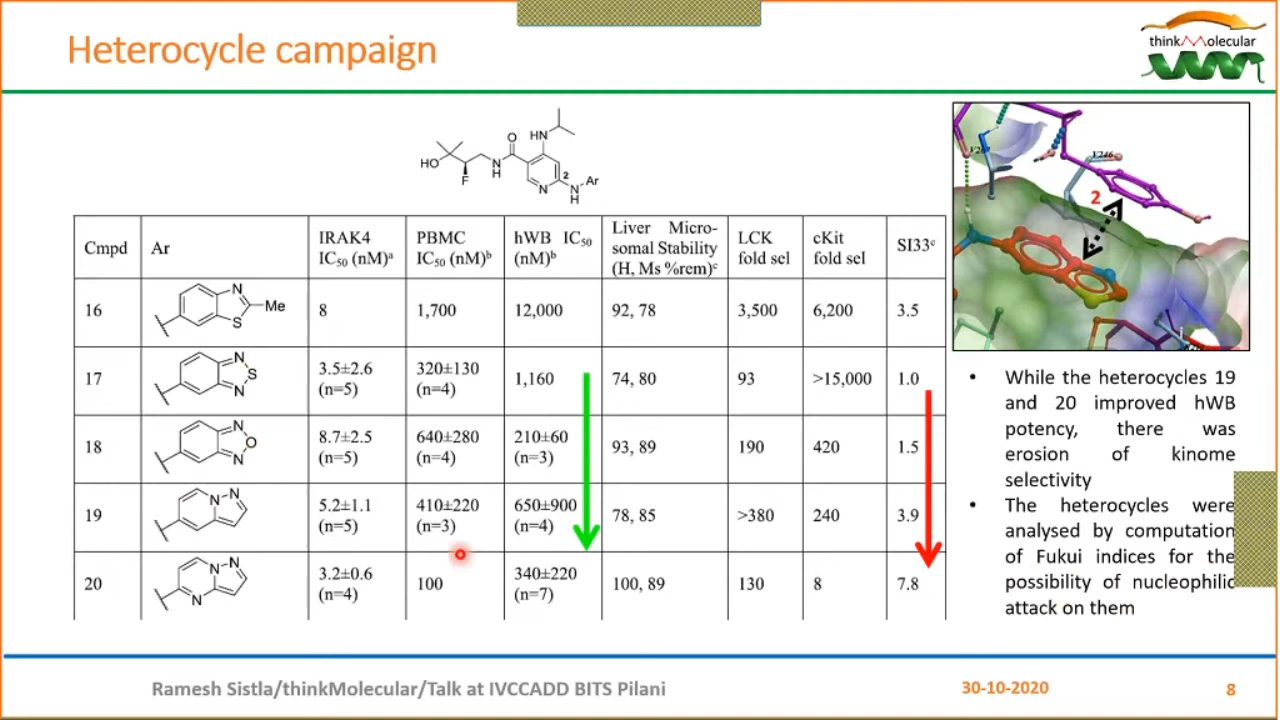 Heterocycle campaign
thinkMolecular
HN
O
HO
N
H
F
N
2
N
H
Ar
Cmpd
Ar
IRAK4
IC50 (nM)a
PBMC
IC50 (nM)b
hWB IC50
(nM)b
Liver Micro-
somal Stability
(H, Ms %rem)c
LCK
fold sel
cKit
fold sel
SI33c
16
N
S
Me
8
1,700
12,000
92, 78
3,500
6,200
3.5
17
N
S
N
3.5±2.6
(n=5)
320±130
(n=4)
1,160
74, 80
93
>15,000
1.0
18
N
O
N
8.7±2.5
(n=5)
640±280
(n=4)
210±60
(n=3)
93, 89
190
420
1.5
19
N
N
5.2±1.1
(n=5)
410±220
(n=3)
650±900
(n=4)
78, 85
>380
240
3.9
20
N
N
N
3.2±0.6
(n=4)
100
340±220
(n=7)
100, 89
130
8
7.8
2
• While the heterocycles 19
and 20 improved hWB
potency, there was
erosion of kinome
selectivity
• The heterocycles were
analysed by computation
of Fukui indices for the
possibility of nucleophilic
attack on them
Ramesh Sistla/thinkMolecular/Talk at IVCCADD BITS Pilani
30-10-2020
8